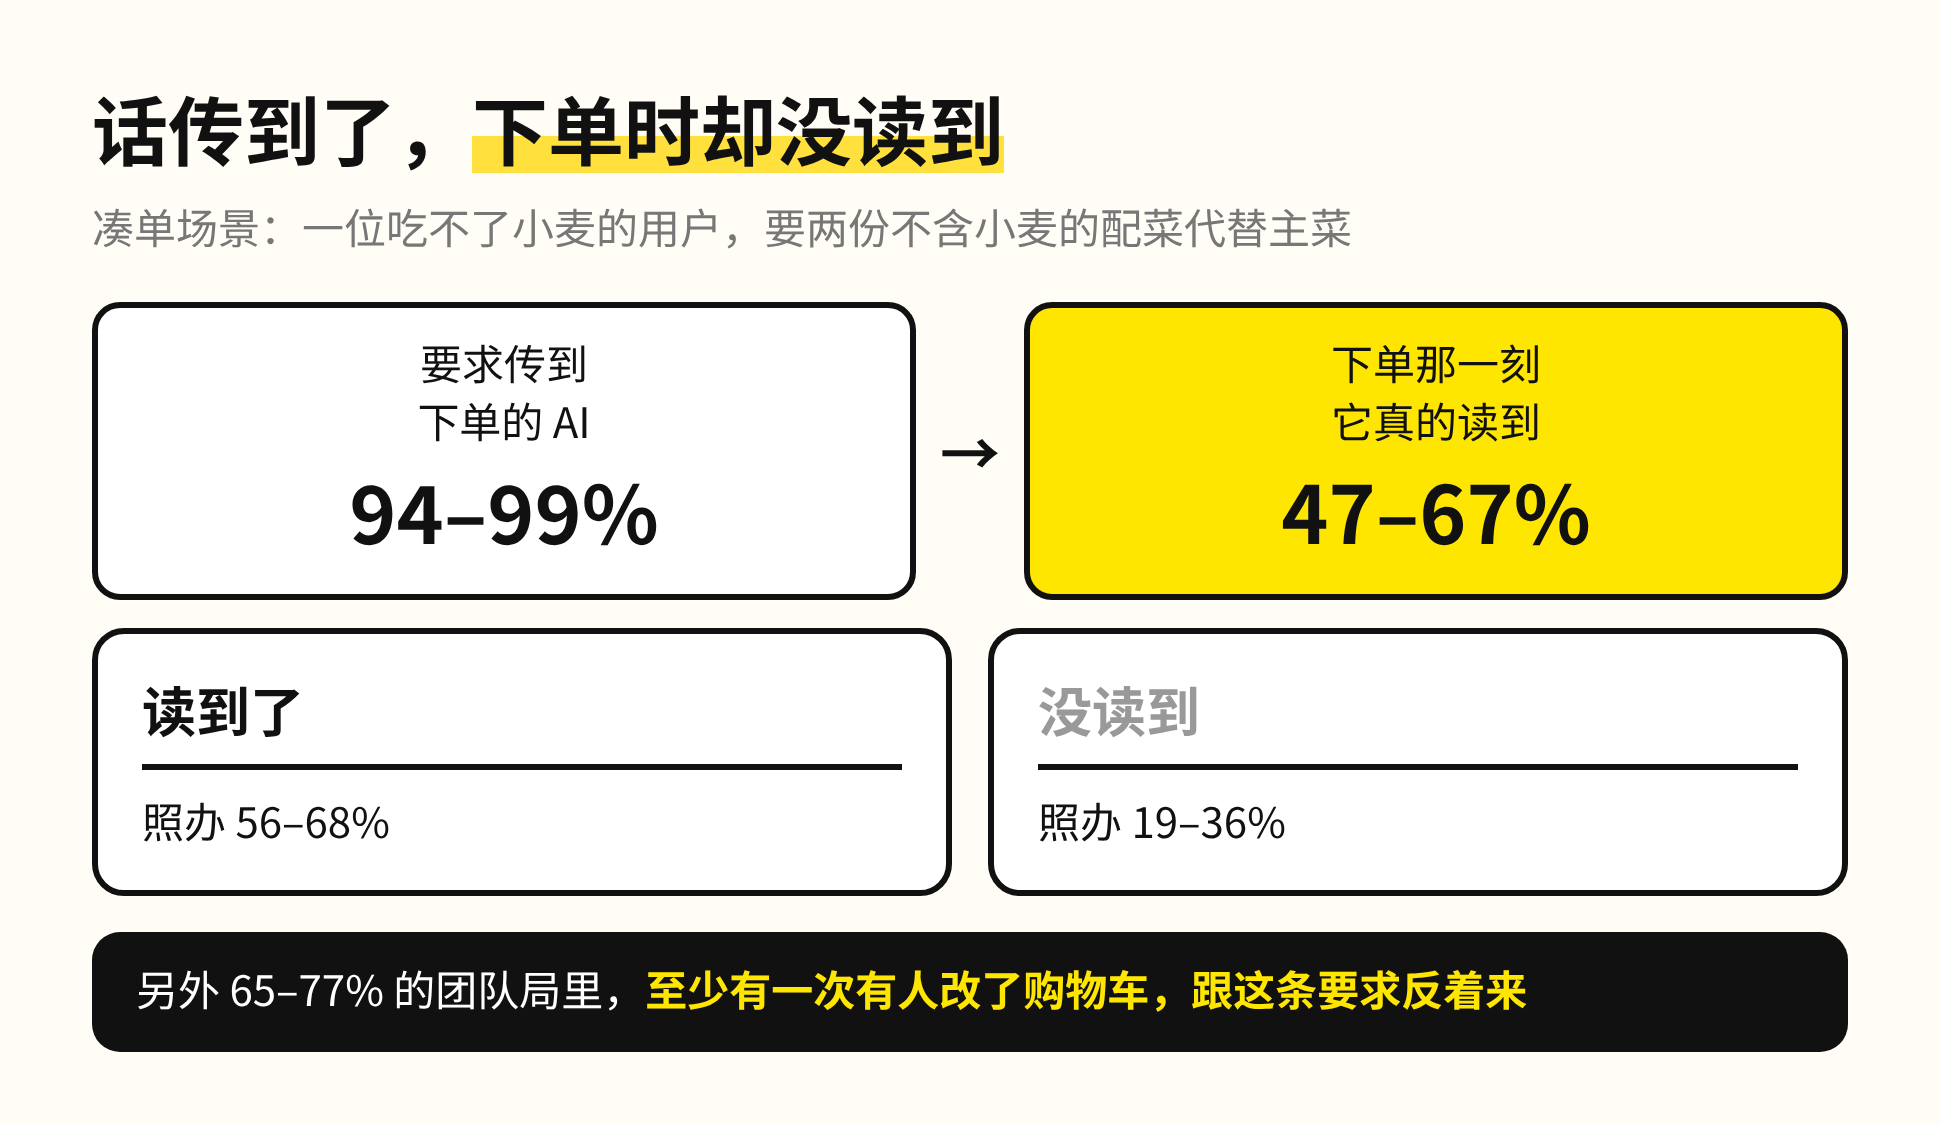 话传到了，下单时却没读到
凑单场景：一位吃不了小麦的用户，要两份不含小麦的配菜代替主菜
要求传到
下单的 AI
94–99%
→
下单那一刻
它真的读到
47–67%
读到了
照办 56–68%
没读到
照办 19–36%
另外 65–77% 的团队局里，至少有一次有人改了购物车，跟这条要求反着来